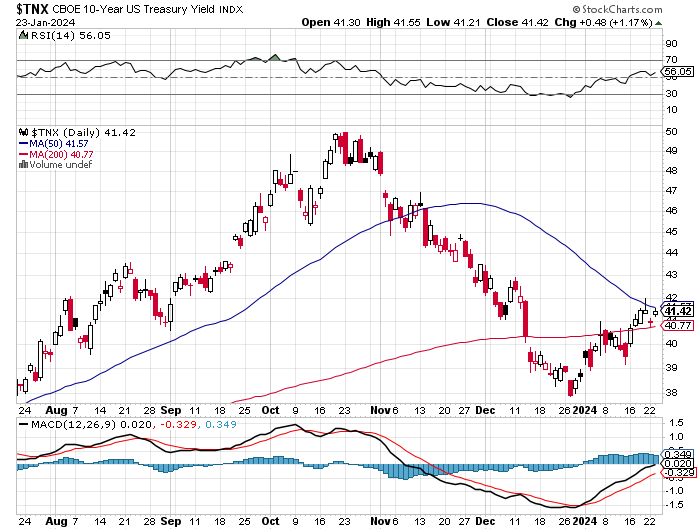 $TNX CBOE 10-Year US Treasury Yield INDX © StockCharts.com
23-Jan-2024 Open 41.30 High 41.55 Low 41.21 Close 41.42 Chg +0.48 (+1.17%)
RSI(14) 56.05
90
70
56.05
50
30
10
$TNX (Daily) 41.42
MA(50) 41.57
MA(200) 40.77
Volume undef
50
49
48
47
46
45
44
43
42
41.42
40.77
40
39
38
24 Aug 7 14 21 28 Sep 11 18 25 Oct 9 16 23 Nov 6 13 20 27 Dec 11 18 26 2024 8 16 22
MACD(12,26,9) 0.020, -0.329, 0.349
1.5
1.0
0.349
0.020
-0.329
-0.5
-1.0
-1.5
24 Aug 7 14 21 28 Sep 11 18 25 Oct 9 16 23 Nov 6 13 20 27 Dec 11 18 26 2024 8 16 22